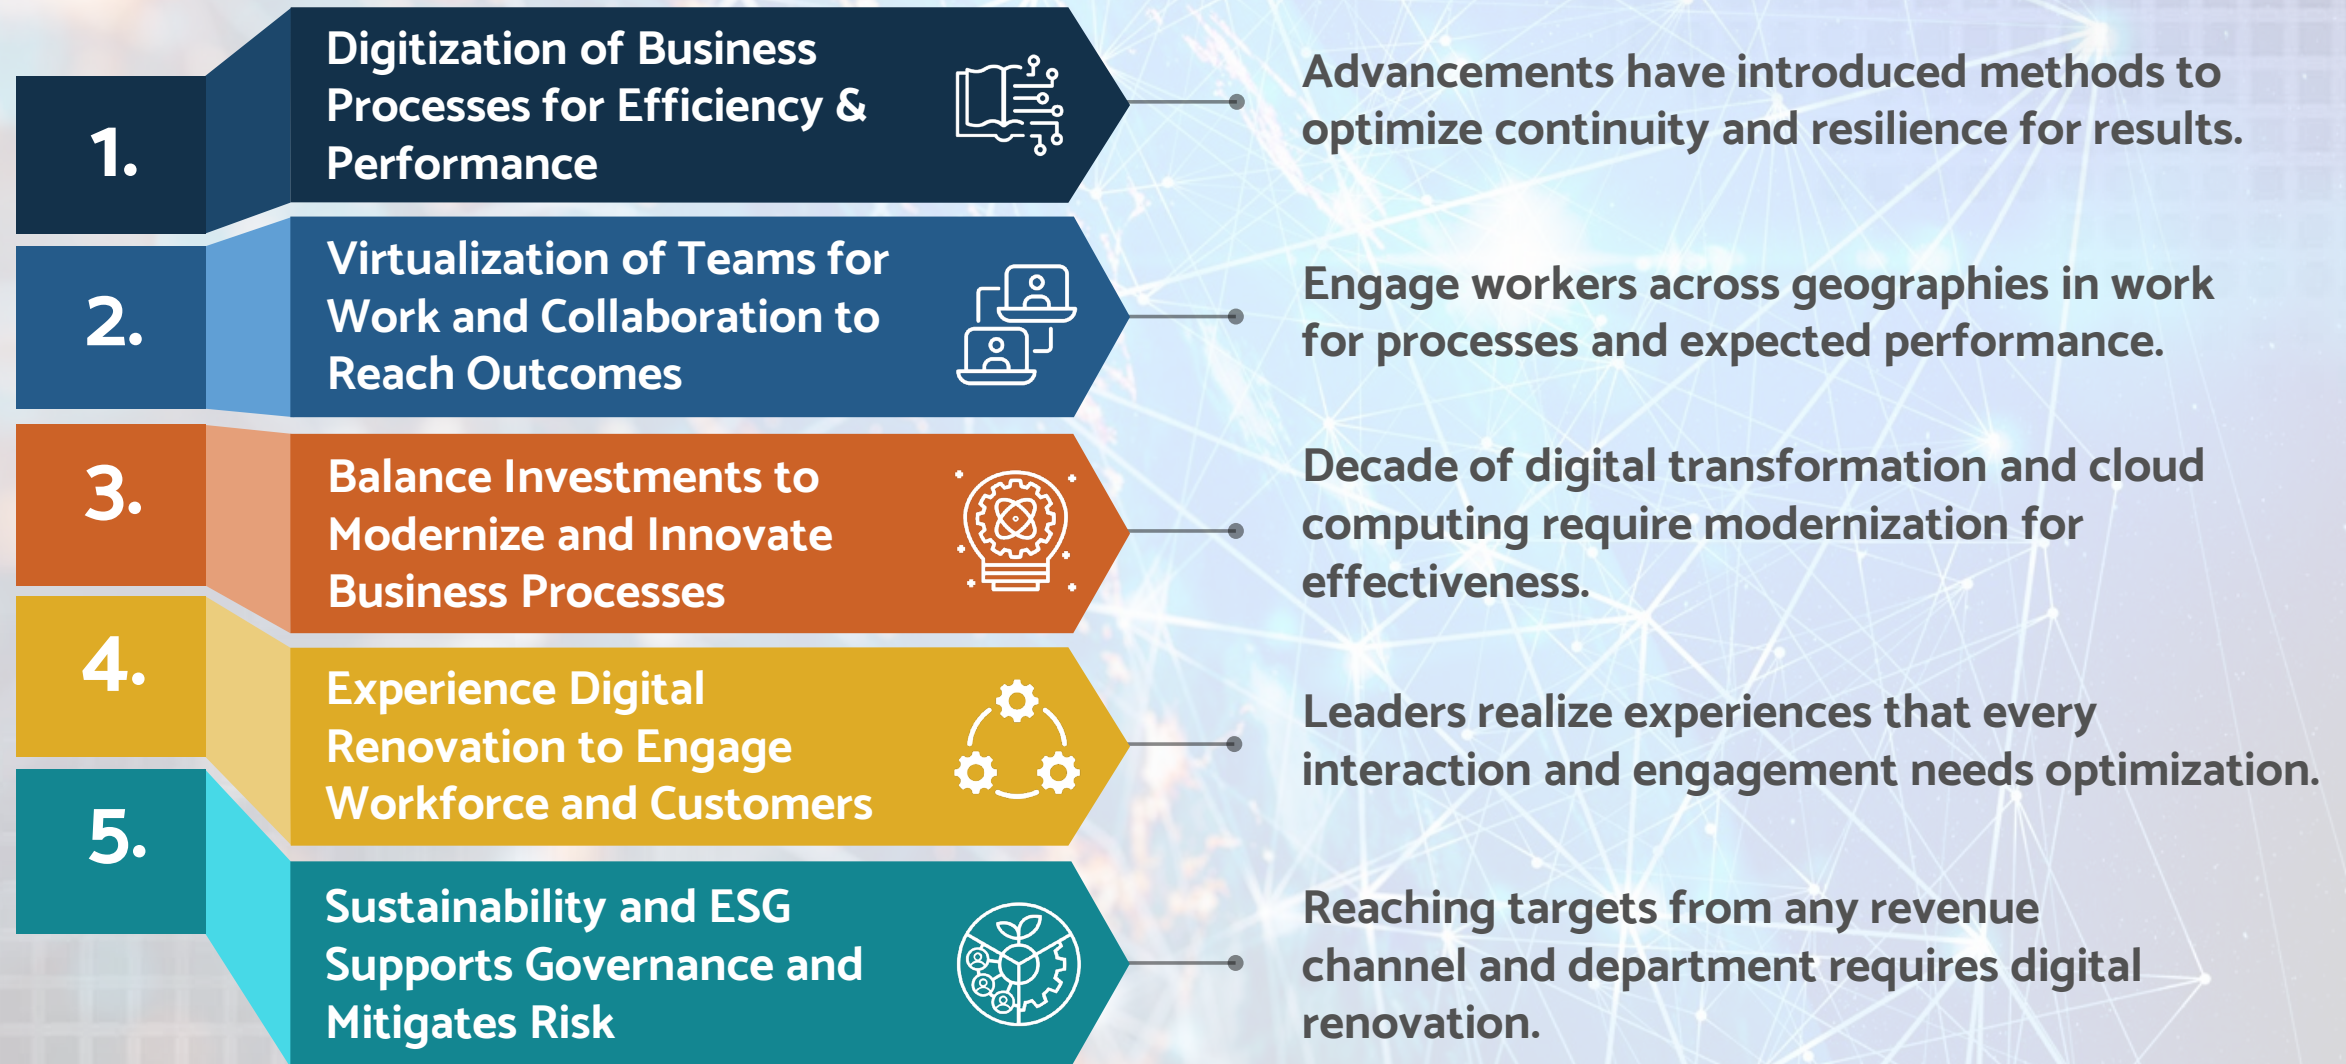 1.
Digitization of Business
Processes for Efficiency &
Performance
Advancements have introduced methods to
optimize continuity and resilience for results.
2.
Virtualization of Teams for
Work and Collaboration to
Reach Outcomes
Engage workers across geographies in work
for processes and expected performance.
3.
Balance Investments to
Modernize and Innovate
Business Processes
Decade of digital transformation and cloud
computing require modernization for
effectiveness.
4.
Experience Digital
Renovation to Engage
Workforce and Customers
Leaders realize experiences that every
interaction and engagement needs optimization.
5.
Sustainability and ESG
Supports Governance and
Mitigates Risk
Reaching targets from any revenue
channel and department requires digital
renovation.